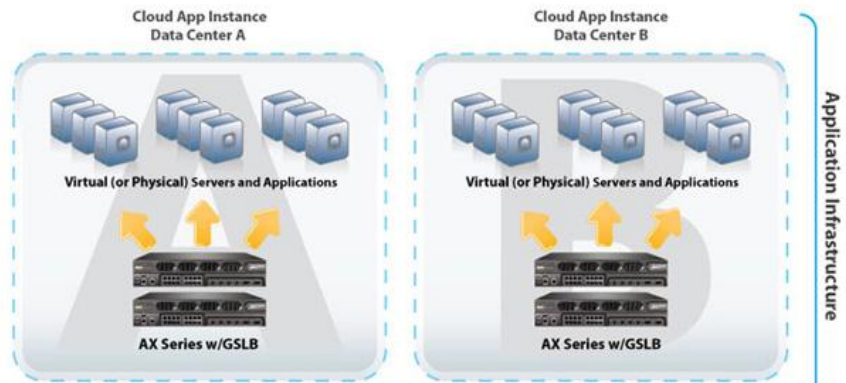 Cloud App Instance
Data Center A
Cloud App Instance
Data Center B
A
Virtual (or Physical) Servers and Applications
AX Series w/GSLB
B
Virtual (or Physical) Servers and Applications
AX Series w/GSLB
Application Infrastructure